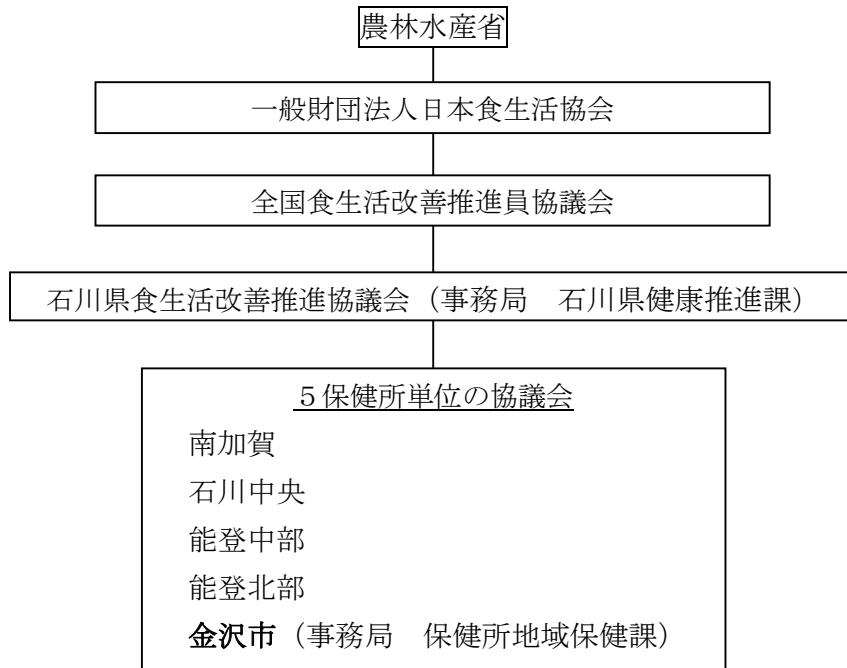 農林水産省
一般財団法人日本食生活協会
全国食生活改善推進員協議会
石川県食生活改善推進協議会（事務局　石川県健康推進課）
５保健所単位の協議会
南加賀
石川中央
能登中部
能登北部
金沢市（事務局　保健所地域保健課）